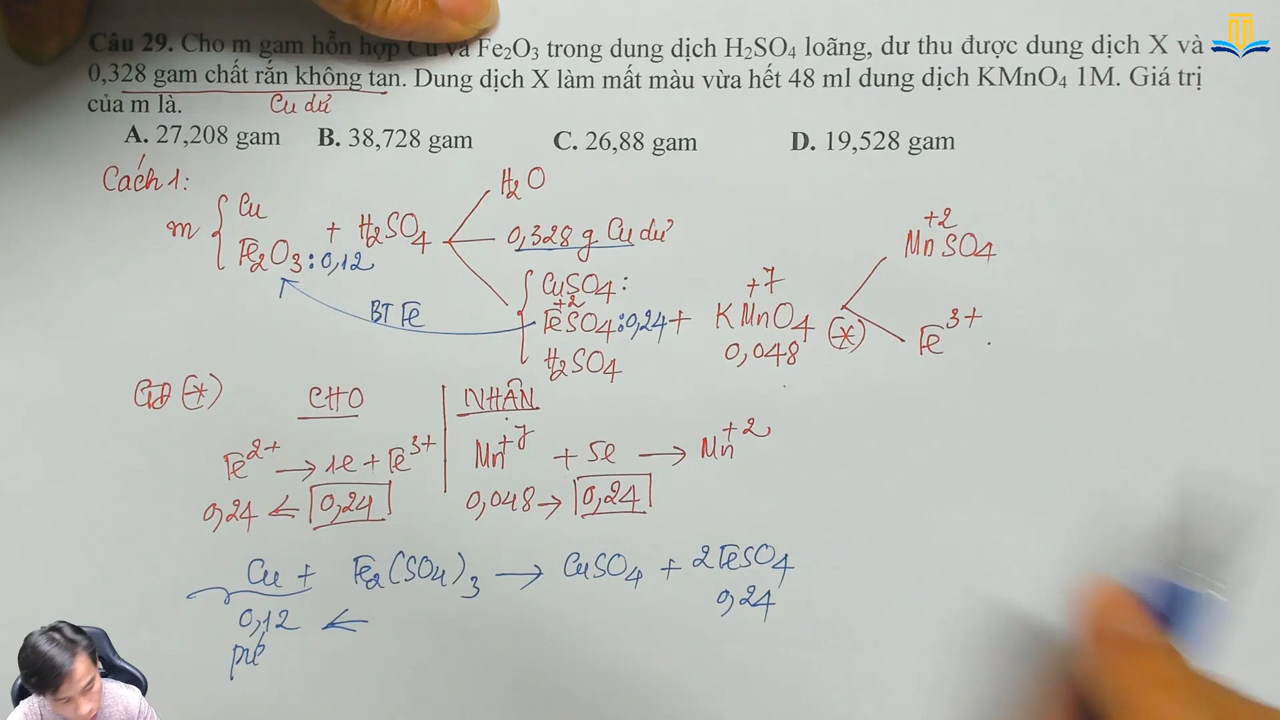 Câu 29. Cho m gam hỗn hợp Cu và Fe₂O₃ trong dung dịch H₂SO₄ loãng, dư thu được dung dịch X và
0,328 gam chất rắn không tan. Dung dịch X làm mất màu vừa hết 48 ml dung dịch KMnO₄ 1M. Giá trị
của m là.
Cu dư
A. 27,208 gam B. 38,728 gam C. 26,88 gam D. 19,528 gam
Cách 1:
H₂O
m { Cu
Fe₂O₃ : 0,12
+ H₂SO₄
0,328 g Cu dư
+2
MnSO₄
CuSO₄ :
+2
FeSO₄ : 0,24 +
H₂SO₄
+7
KMnO₄ (*)
0,048
Fe³⁺ .
BT Fe
(*)
CHO | NHẬN
Fe²⁺ → 1e + Fe³⁺ | Mn⁺⁷ + 5e → Mn⁺²
0,24 ← 0,24 | 0,048 → 0,24
Cu + Fe₂(SO₄)₃ → CuSO₄ + 2FeSO₄
0,12 ← 0,24
pư